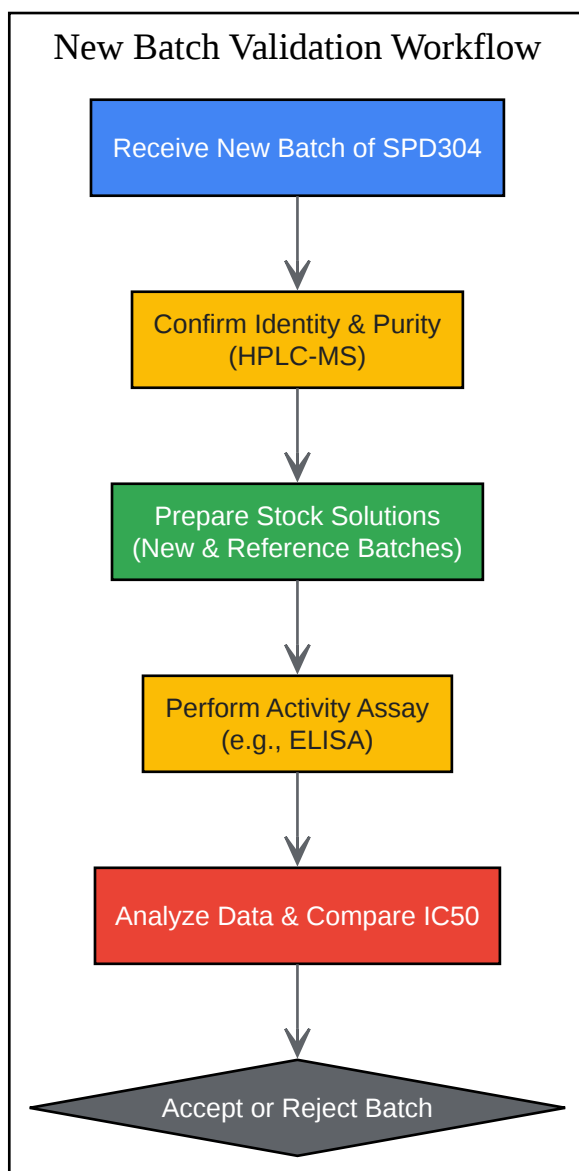 New Batch Validation Workflow
Receive New Batch of SPD304
Confirm Identity & Purity
(HPLC-MS)
Prepare Stock Solutions
(New & Reference Batches)
Perform Activity Assay
(e.g., ELISA)
Analyze Data & Compare IC50
Accept or Reject Batch